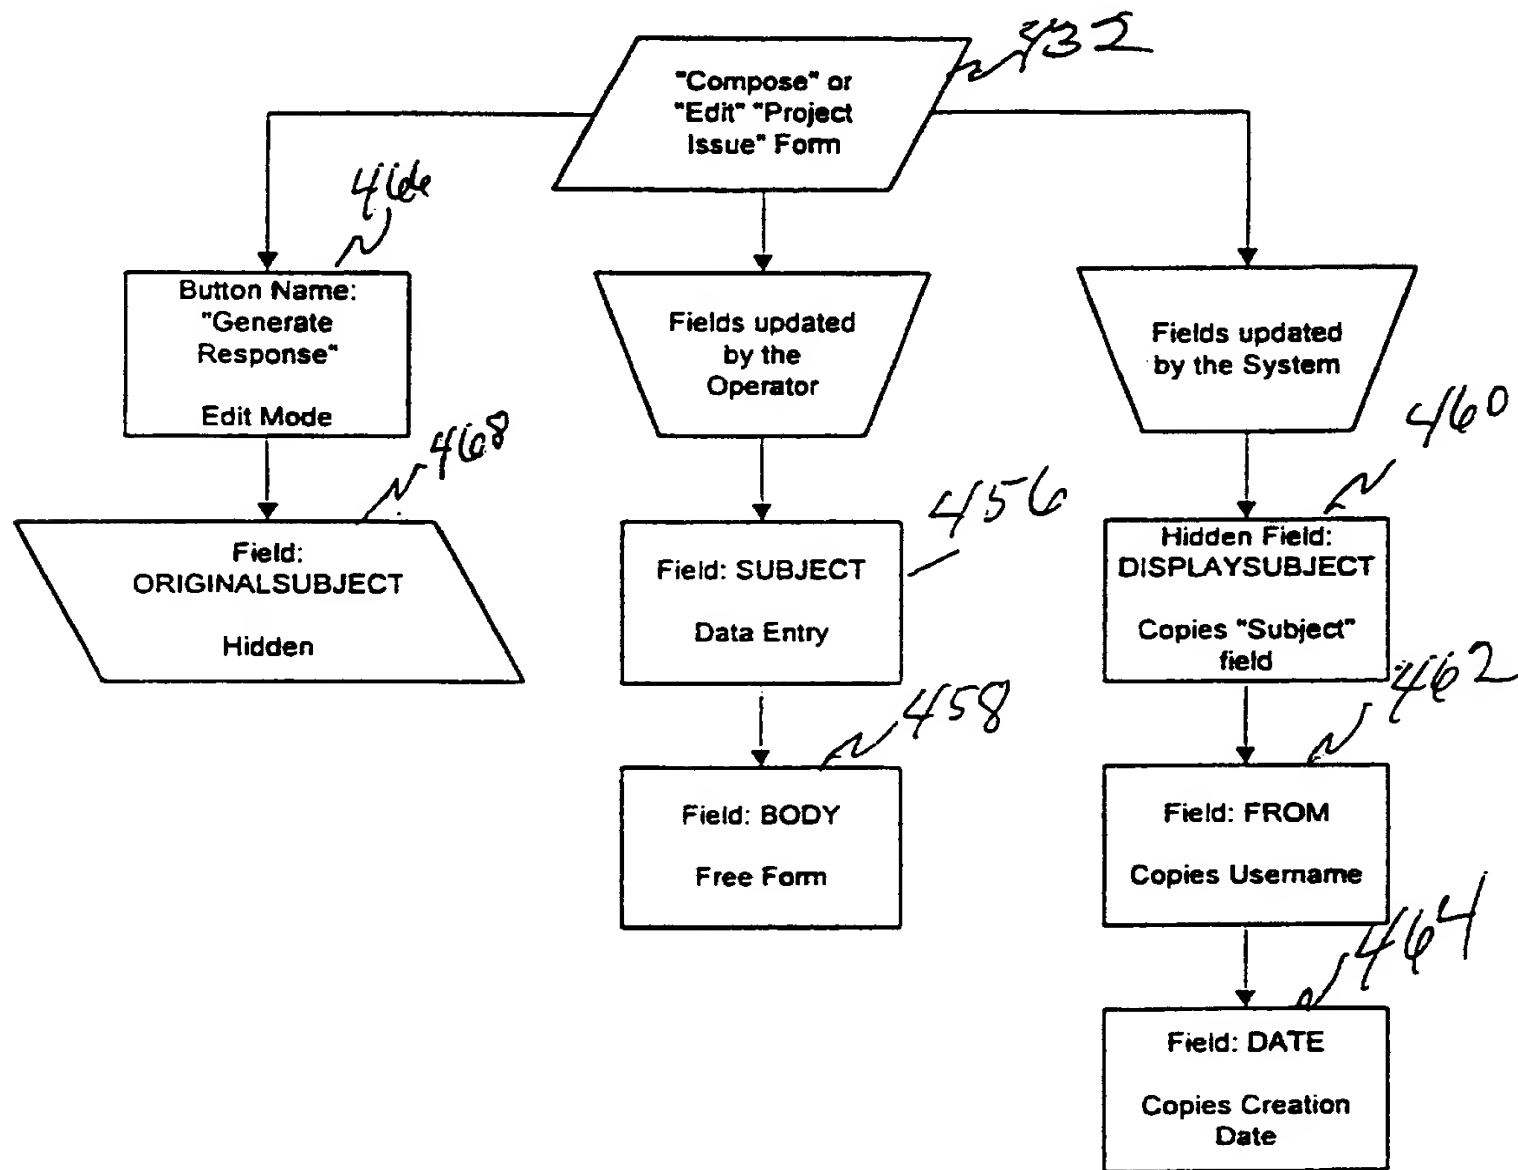 432
"Compose" or
"Edit" "Project
Issue" Form
466
Button Name:
"Generate
Response"
Edit Mode
Fields updated
by the
Operator
Fields updated
by the System
468
Field:
ORIGINALSUBJECT
Hidden
456
Field: SUBJECT
Data Entry
460
Hidden Field:
DISPLAYSUBJECT
Copies "Subject"
field
458
Field: BODY
Free Form
462
Field: FROM
Copies Username
464
Field: DATE
Copies Creation
Date